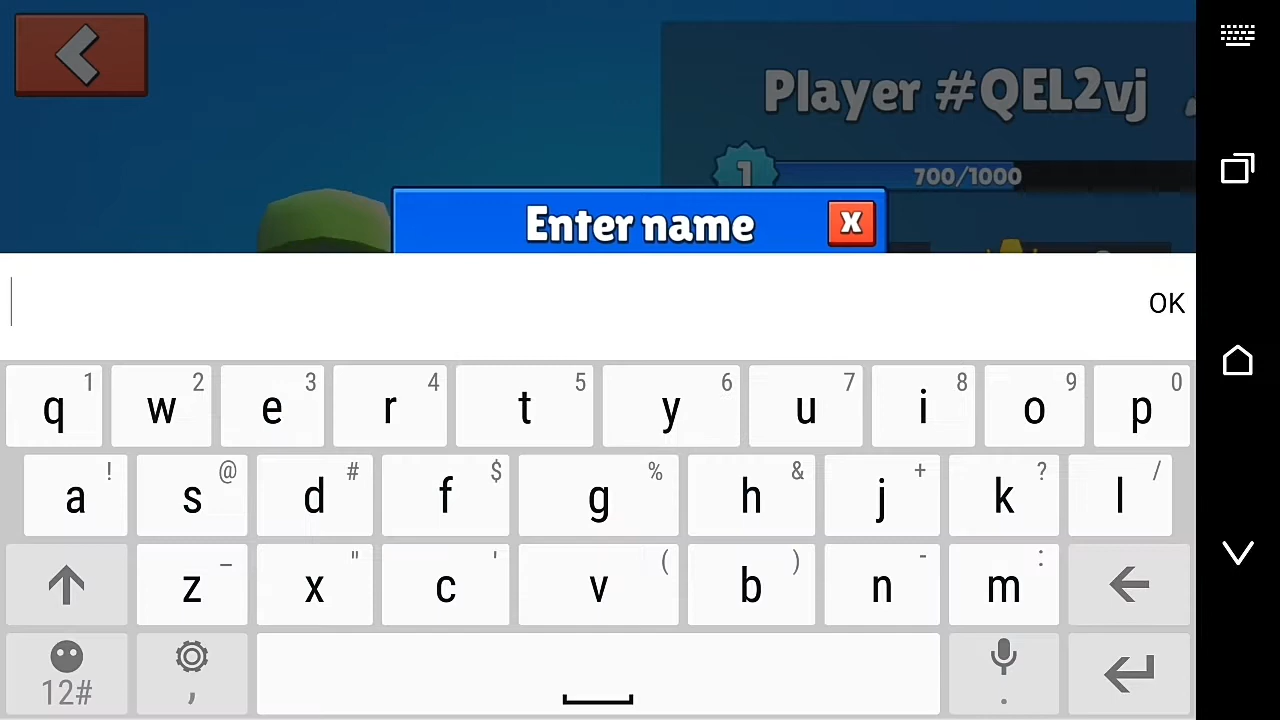 Player #QEL2vj
1
700/1000
Enter name
X
OK
q 1 w 2 e 3 r 4 t 5 y 6 u 7 i 8 o 9 p 0
a ! s @ d # f $ g % h & j + k ? l /
z _ x " c ' v ( b ) n - m :
12# , .